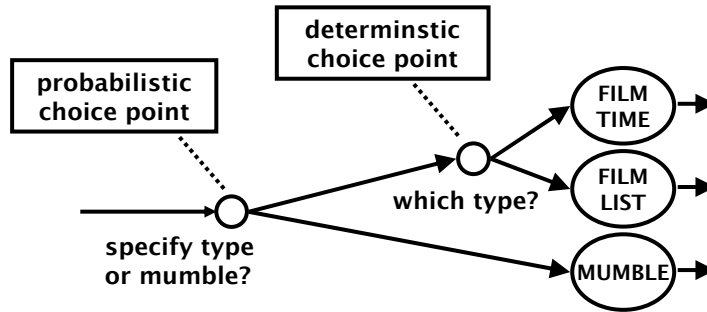 determinstic
choice point
probabilistic
choice point
FILM
TIME
which type?
FILM
LIST
specify type
or mumble?
MUMBLE